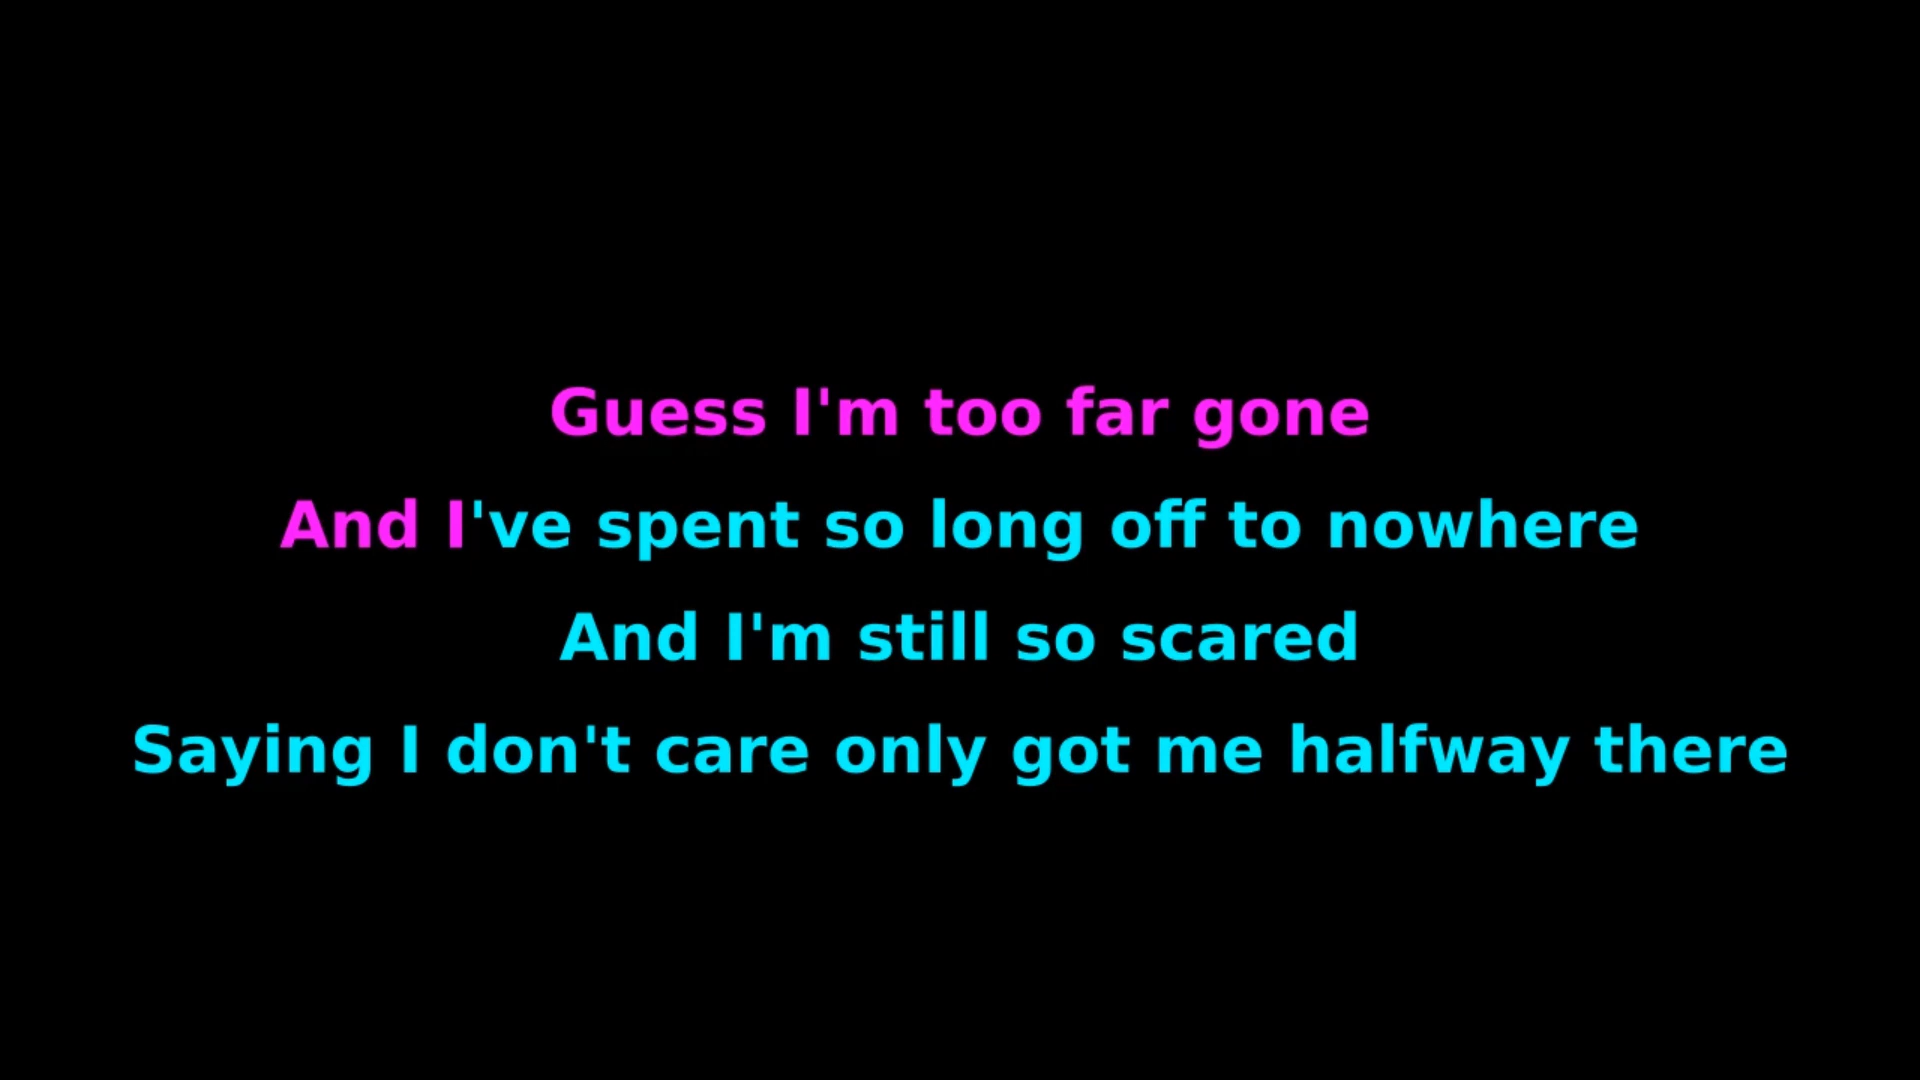 Guess I'm too far gone
And I've spent so long off to nowhere
And I'm still so scared
Saying I don't care only got me halfway there